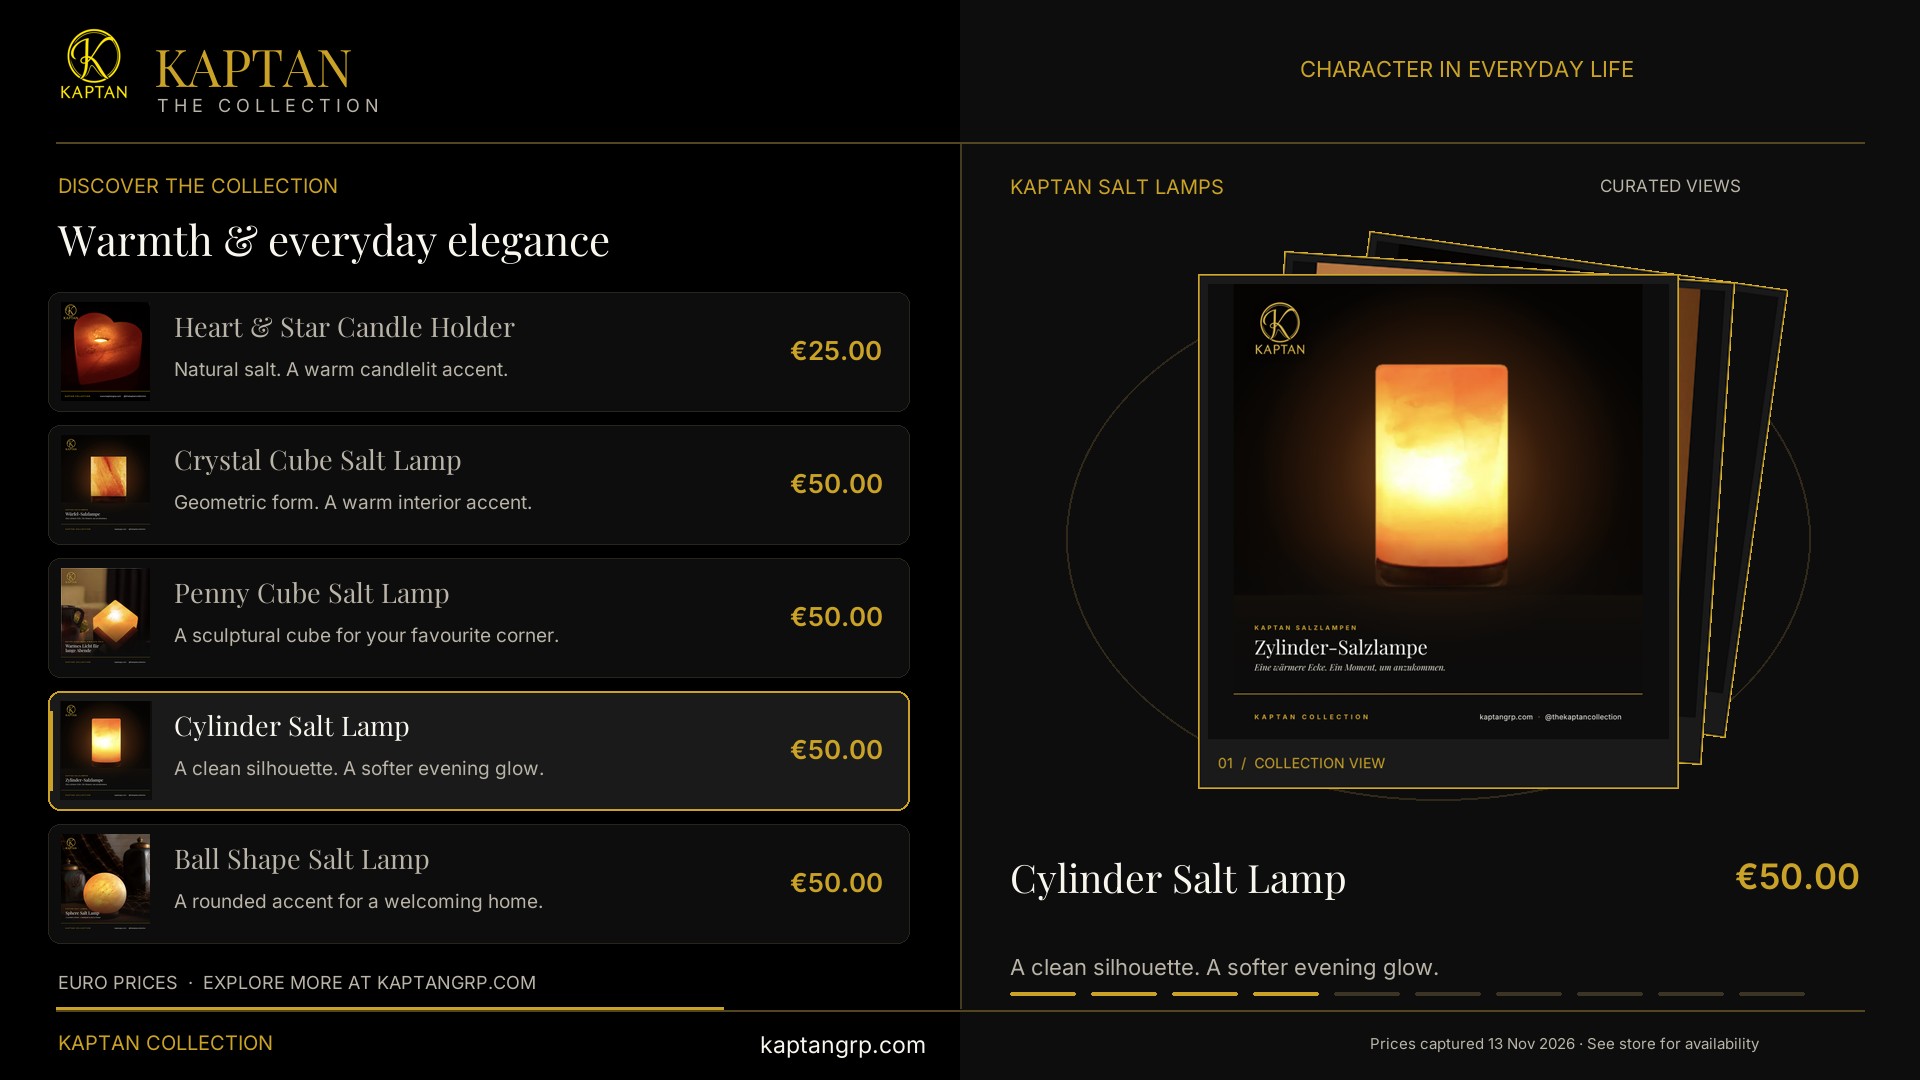 KAPTAN
KAPTAN
THE COLLECTION
CHARACTER IN EVERYDAY LIFE
DISCOVER THE COLLECTION
Warmth & everyday elegance
Heart & Star Candle Holder
Natural salt. A warm candlelit accent.
€25.00
Crystal Cube Salt Lamp
Geometric form. A warm interior accent.
€50.00
Penny Cube Salt Lamp
A sculptural cube for your favourite corner.
€50.00
Cylinder Salt Lamp
A clean silhouette. A softer evening glow.
€50.00
Ball Shape Salt Lamp
A rounded accent for a welcoming home.
€50.00
EURO PRICES · EXPLORE MORE AT KAPTANGRP.COM
KAPTAN SALT LAMPS
CURATED VIEWS
KAPTAN
KAPTAN SALZLAMPEN
Zylinder-Salzlampe
Eine wärmere Ecke. Ein Moment, um anzukommen.
KAPTAN COLLECTION
kaptangrp.com · @thekaptancollection
01 / COLLECTION VIEW
Cylinder Salt Lamp
€50.00
A clean silhouette. A softer evening glow.
KAPTAN COLLECTION
kaptangrp.com
Prices captured 13 Nov 2026 · See store for availability